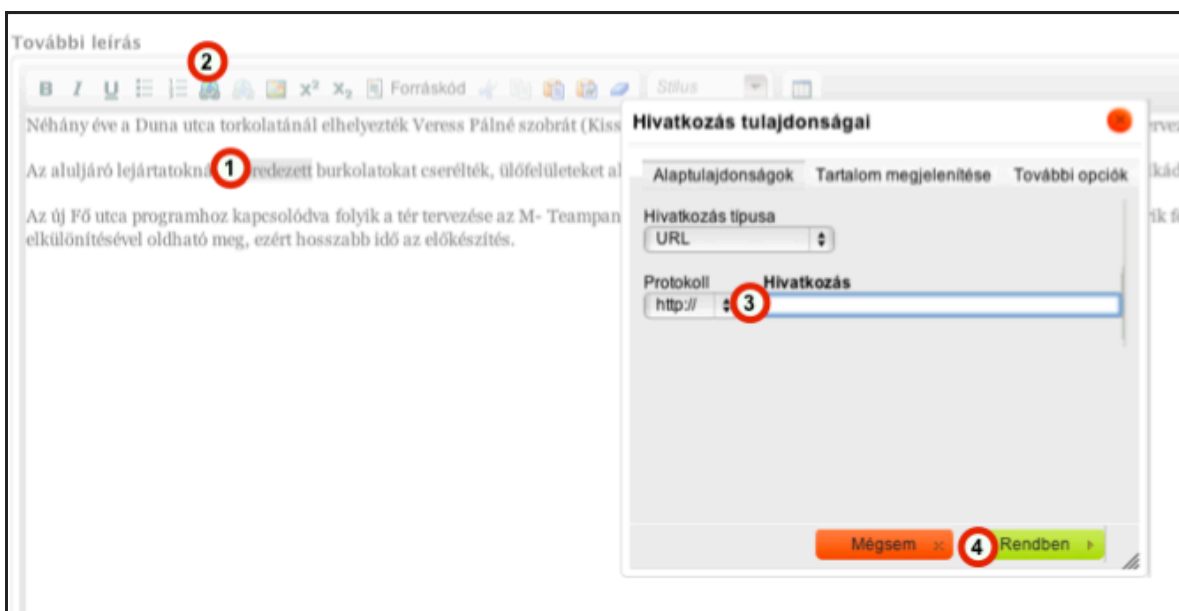 További leírás
2
B I U x² X₂ Forráskód Stílus
Néhány éve a Duna utca torkolatánál elhelyezték Veress Pálné szobrát (Kiss
Hivatkozás tulajdonságai
Az aluljáró lejártatokná 1 redezett burkolatokat cserélték, ülőfelületeket al
Alaptulajdonságok Tartalom megjelenítése További opciók
Az új Fő utca programhoz kapcsolódva folyik a tér tervezése az M- Teampan
elkülönítésével oldható meg, ezért hosszabb idő az előkészítés.
Hivatkozás típusa
URL
Protokoll Hivatkozás
http:// 3
Mégsem 4 Rendben